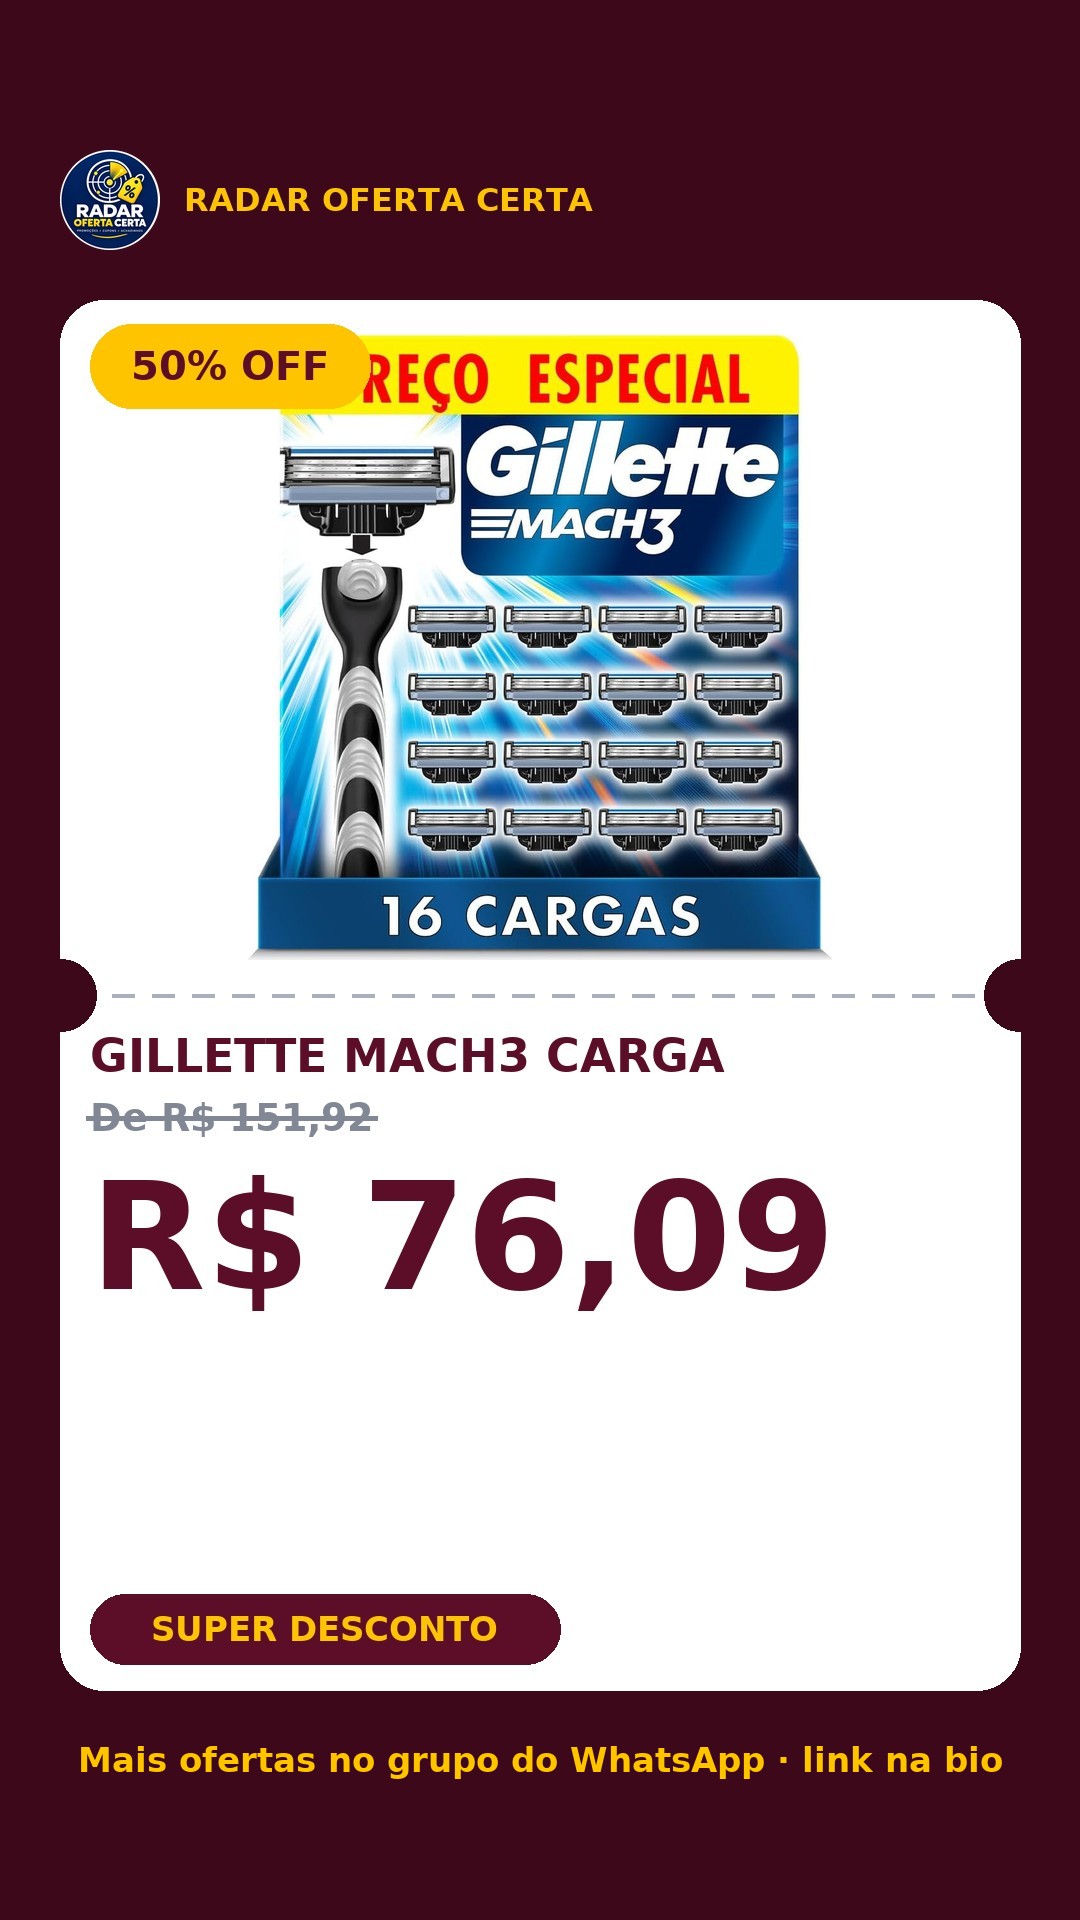 RADAR
OFERTA CERTA
RADAR OFERTA CERTA
50% OFF
REÇO ESPECIAL
Gillette
MACH3
16 CARGAS
GILLETTE MACH3 CARGA
De R$ 151,92
R$ 76,09
SUPER DESCONTO
Mais ofertas no grupo do WhatsApp · link na bio